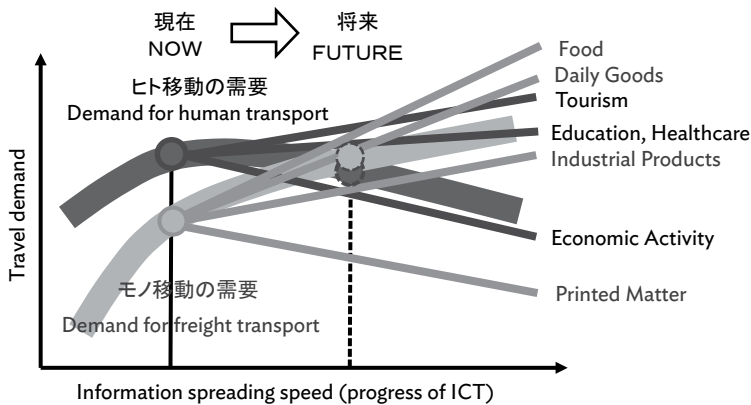 現在
NOW
将来
FUTURE
ヒト移動の需要
Demand for human transport
Food
Daily Goods
Tourism
Education, Healthcare
Industrial Products
Economic Activity
Printed Matter
モノ移動の需要
Demand for freight transport
Travel demand
Information spreading speed (progress of ICT)